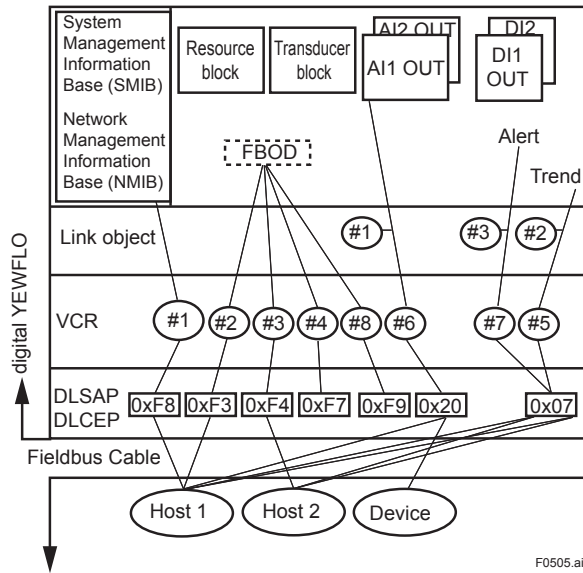 System
Management
Information
Base (SMIB)
Network
Management
Information
Base (NMIB)
Resource
block
Transducer
block
AI2 OUT
AI1 OUT
DI2
DI1
OUT
FBOD
Alert
Trend
Link object
#1
#3
#2
digital YEWFLO
VCR
#1
#2
#3
#4
#8
#6
#7
#5
DLSAP
DLCEP
0xF8
0xF3
0xF4
0xF7
0xF9
0x20
0x07
Fieldbus Cable
Host 1
Host 2
Device
F0505.ai